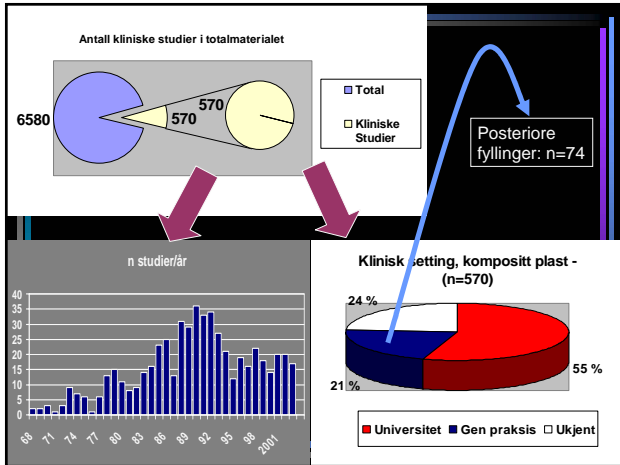 Antall kliniske studier i totalmaterialet
6580
570
570
Total
Kliniske
Studier
Posteriore
fyllinger: n=74
n studier/år
40
35
30
25
20
15
10
5
0
68
71
74
77
80
83
86
89
92
95
98
2001
Klinisk setting, kompositt plast -
(n=570)
24 %
21 %
55 %
Universitet
Gen praksis
Ukjent